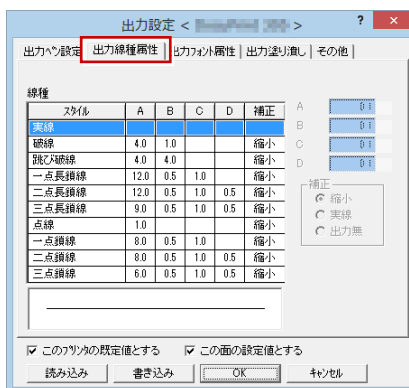 出力設定 < > ? ×
出力ペン設定 出力線種属性 出力フォント属性 出力塗り潰し その他
線種
スタイル A B C D 補正
実線
破線 4.0 1.0 縮小
跳び破線 4.0 4.0 縮小
一点長鎖線 12.0 0.5 1.0 縮小
二点長鎖線 12.0 0.5 1.0 0.5 縮小
三点長鎖線 9.0 0.5 1.0 0.5 縮小
点線 1.0 縮小
一点鎖線 8.0 0.5 1.0 縮小
二点鎖線 8.0 0.5 1.0 0.5 縮小
三点鎖線 6.0 0.5 1.0 0.5 縮小
A
B
C
D
補正
縮小
実線
出力無
このプリンタの既定値とする この面の設定値とする
読み込み 書き込み OK キャンセル